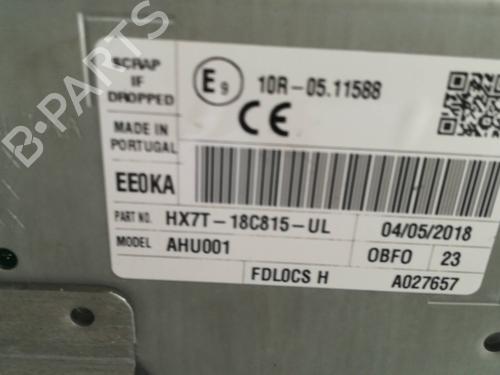 SCRAP
IF
DROPPED
E9
10R-05.11588
CE
MADE IN
PORTUGAL
EE0KA
PART NO. HX7T-18C815-UL
04/05/2018
MODEL AHU001
OBFO 23
FDLOCS H
A027657
B-PARTS